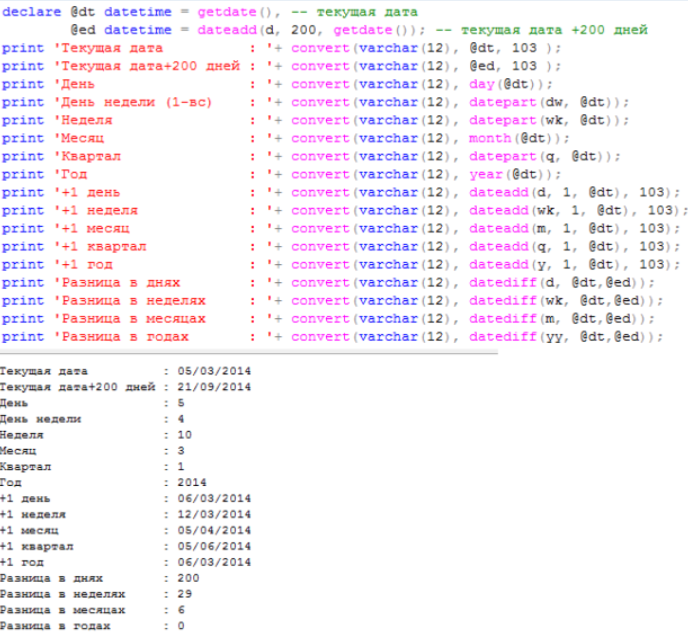 declare @dt datetime = getdate(), -- текущая дата
@ed datetime = dateadd(d, 200, getdate()); -- текущая дата +200 дней
print 'Текущая дата : '+ convert(varchar(12), @dt, 103 );
print 'Текущая дата+200 дней : '+ convert(varchar(12), @ed, 103 );
print 'День : '+ convert(varchar(12), day(@dt));
print 'День недели (1-вс) : '+ convert(varchar(12), datepart(dw, @dt));
print 'Неделя : '+ convert(varchar(12), datepart(wk, @dt));
print 'Месяц : '+ convert(varchar(12), month(@dt));
print 'Квартал : '+ convert(varchar(12), datepart(q, @dt));
print 'Год : '+ convert(varchar(12), year(@dt));
print '+1 день : '+ convert(varchar(12), dateadd(d, 1, @dt), 103);
print '+1 неделя : '+ convert(varchar(12), dateadd(wk, 1, @dt), 103);
print '+1 месяц : '+ convert(varchar(12), dateadd(m, 1, @dt), 103);
print '+1 квартал : '+ convert(varchar(12), dateadd(q, 1, @dt), 103);
print '+1 год : '+ convert(varchar(12), dateadd(y, 1, @dt), 103);
print 'Разница в днях : '+ convert(varchar(12), datediff(d, @dt,@ed));
print 'Разница в неделях : '+ convert(varchar(12), datediff(wk, @dt,@ed));
print 'Разница в месяцах : '+ convert(varchar(12), datediff(m, @dt,@ed));
print 'Разница в годах : '+ convert(varchar(12), datediff(yy, @dt,@ed));
Текущая дата : 05/03/2014
Текущая дата+200 дней : 21/09/2014
День : 5
День недели : 4
Неделя : 10
Месяц : 3
Квартал : 1
Год : 2014
+1 день : 06/03/2014
+1 неделя : 12/03/2014
+1 месяц : 05/04/2014
+1 квартал : 05/06/2014
+1 год : 06/03/2014
Разница в днях : 200
Разница в неделях : 29
Разница в месяцах : 6
Разница в годах : 0